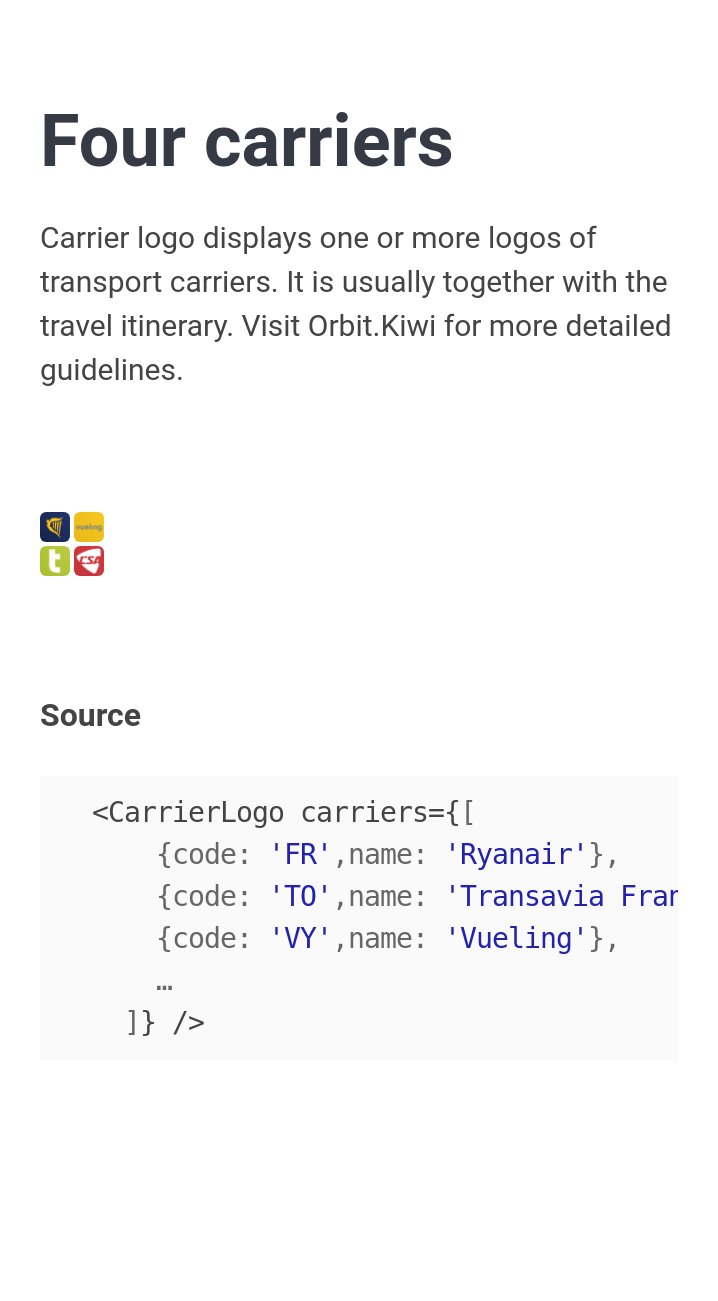 Four carriers
Carrier logo displays one or more logos of
transport carriers. It is usually together with the
travel itinerary. Visit Orbit.Kiwi for more detailed
guidelines.
vueling
t CSA
Source
<CarrierLogo carriers={[
{code: 'FR',name: 'Ryanair'},
{code: 'TO',name: 'Transavia Fran
{code: 'VY',name: 'Vueling'},
…
]} />